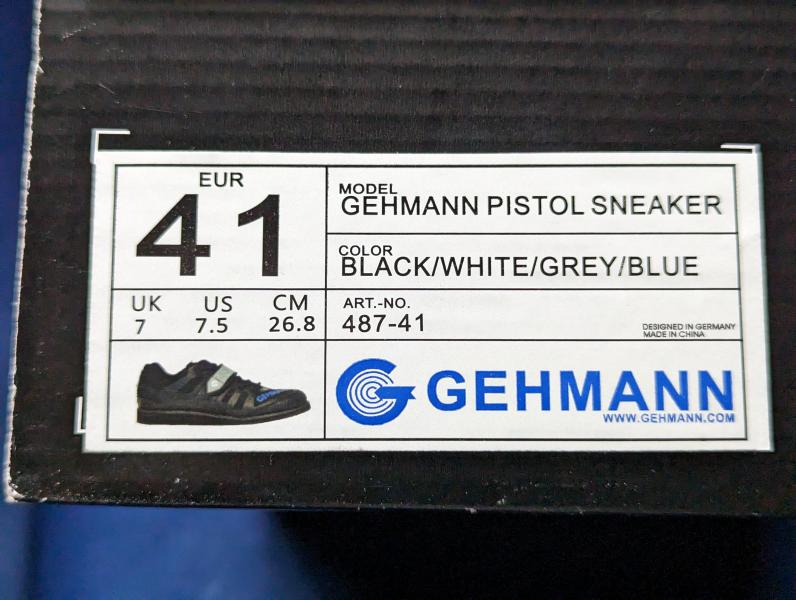 EUR
41
MODEL
GEHMANN PISTOL SNEAKER
COLOR
BLACK/WHITE/GREY/BLUE
UK US CM
7 7.5 26.8
ART.-NO.
487-41
DESIGNED IN GERMANY
MADE IN CHINA
GEHMANN
GEHMANN
WWW.GEHMANN.COM